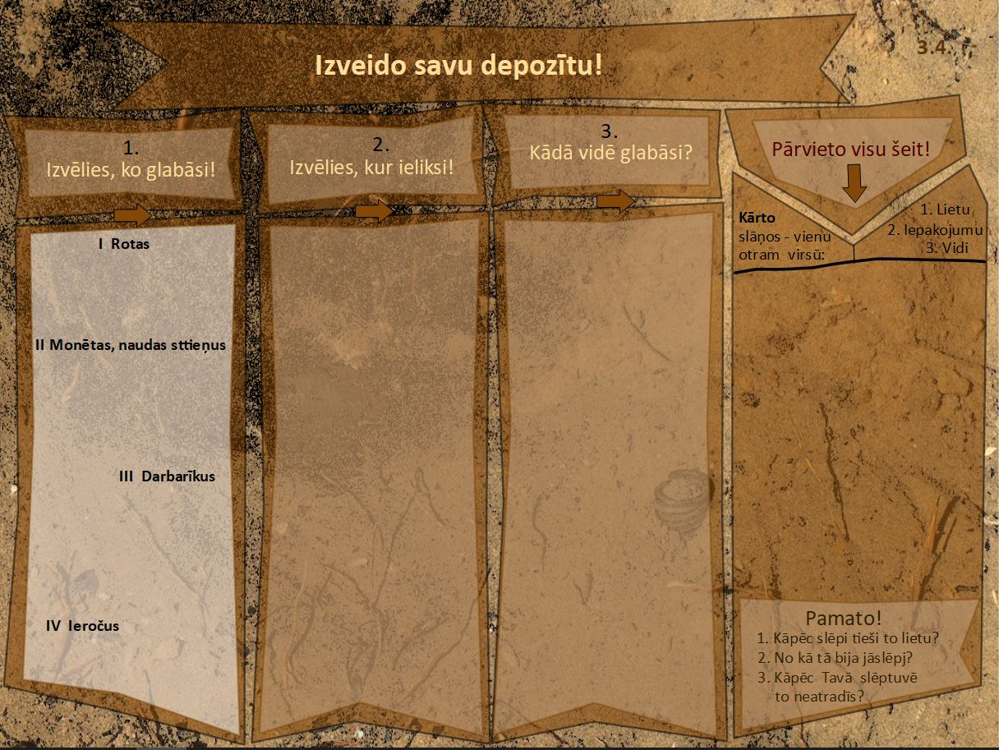 Izveido savu depozītu!
3.4.
1.
Izvēlies, ko glabāsi!
2.
Izvēlies, kur ieliksi!
3.
Kādā vidē glabāsi?
Pārvieto visu šeit!
Kārto
slāņos - vienu
otram virsū:
1. Lietu
2. Iepakojumu
3. Vidi
I Rotas
II Monētas, naudas sttieņus
III Darbarīkus
IV Ieročus
Pamato!
1. Kāpēc slēpi tieši to lietu?
2. No kā tā bija jāslēpj?
3. Kāpēc Tavā slēptuvē
to neatradīs?